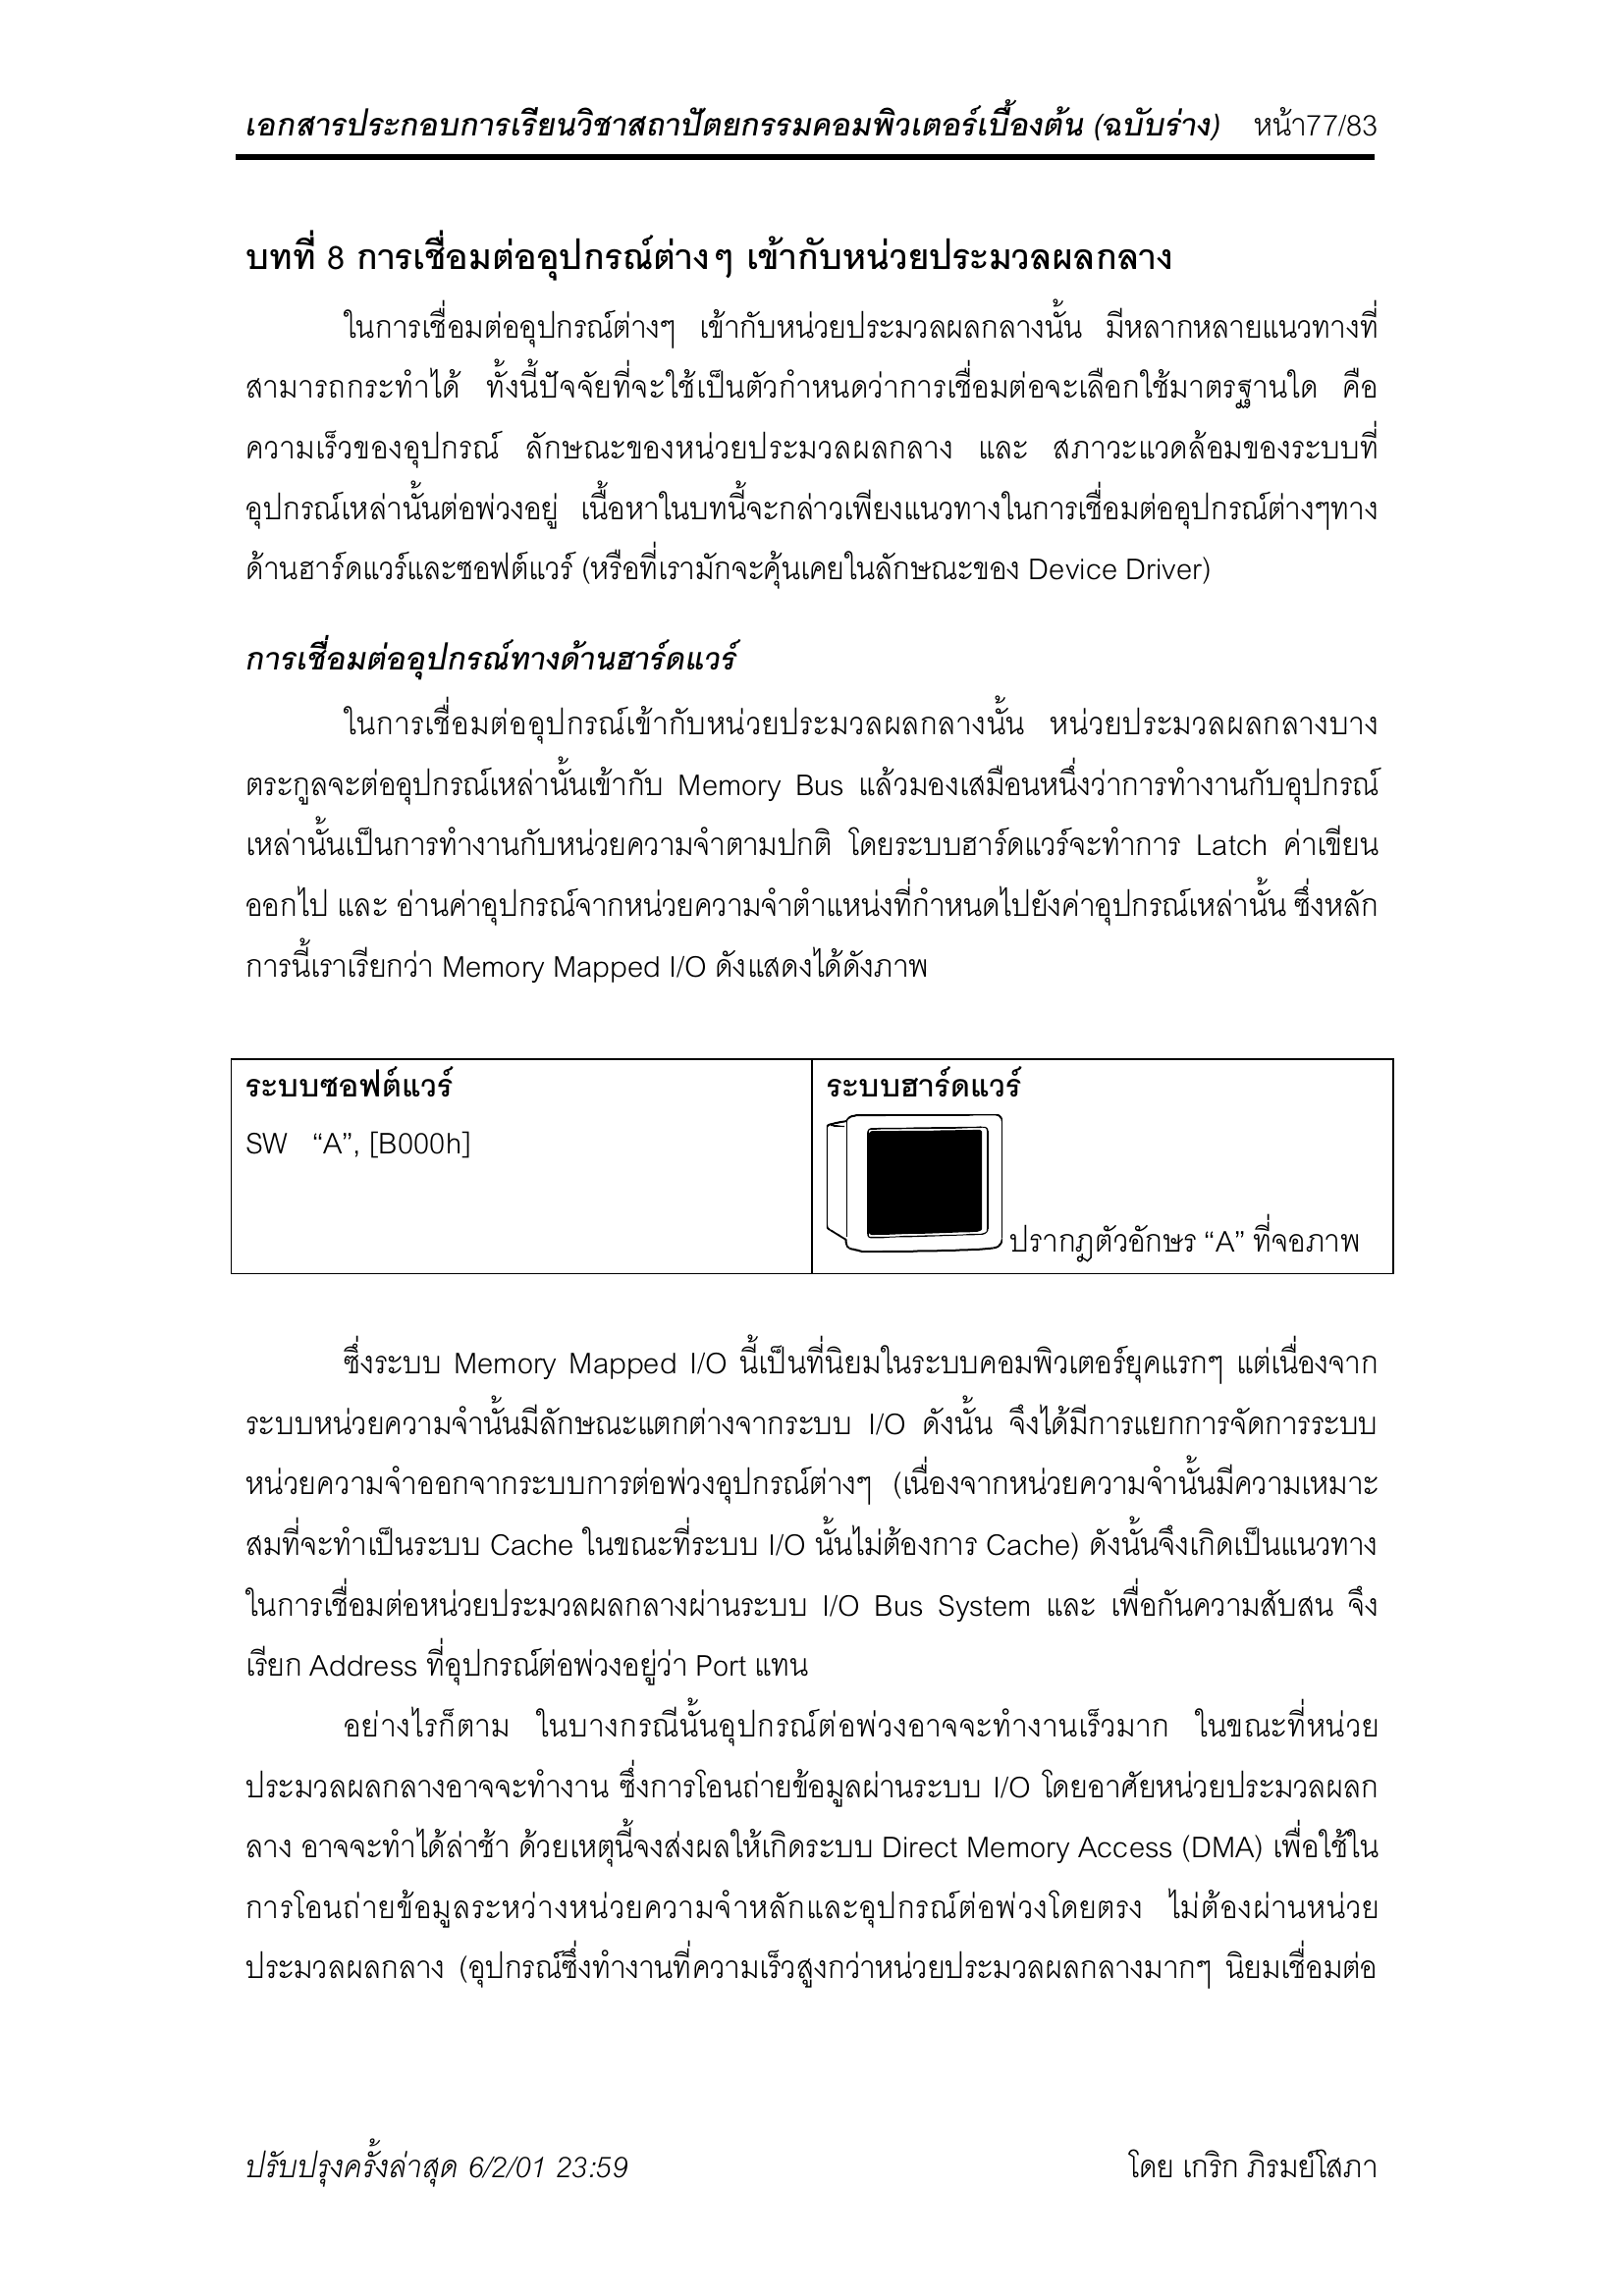 เอกสารประกอบการเรียนวิชาสถาปัตยกรรมคอมพิวเตอร์เบื้องต้น (ฉบับร่าง) หน้า77/83
บทที่ 8 การเชื่อมต่ออุปกรณ์ต่างๆ เข้ากับหน่วยประมวลผลกลาง
ในการเชื่อมต่ออุปกรณ์ต่างๆ เข้ากับหน่วยประมวลผลกลางนั้น มีหลากหลายแนวทางที่
สามารถกระทำได้ ทั้งนี้ปัจจัยที่จะใช้เป็นตัวกำหนดว่าการเชื่อมต่อจะเลือกใช้มาตรฐานใด คือ
ความเร็วของอุปกรณ์ ลักษณะของหน่วยประมวลผลกลาง และ สภาวะแวดล้อมของระบบที่
อุปกรณ์เหล่านั้นต่อพ่วงอยู่ เนื้อหาในบทนี้จะกล่าวเพียงแนวทางในการเชื่อมต่ออุปกรณ์ต่างๆทาง
ด้านฮาร์ดแวร์และซอฟต์แวร์ (หรือที่เรามักจะคุ้นเคยในลักษณะของ Device Driver)
การเชื่อมต่ออุปกรณ์ทางด้านฮาร์ดแวร์
ในการเชื่อมต่ออุปกรณ์เข้ากับหน่วยประมวลผลกลางนั้น หน่วยประมวลผลกลางบาง
ตระกูลจะต่ออุปกรณ์เหล่านั้นเข้ากับ Memory Bus แล้วมองเสมือนหนึ่งว่าการทำงานกับอุปกรณ์
เหล่านั้นเป็นการทำงานกับหน่วยความจำตามปกติ โดยระบบฮาร์ดแวร์จะทำการ Latch ค่าเขียน
ออกไป และ อ่านค่าอุปกรณ์จากหน่วยความจำตำแหน่งที่กำหนดไปยังค่าอุปกรณ์เหล่านั้น ซึ่งหลัก
การนี้เราเรียกว่า Memory Mapped I/O ดังแสดงได้ดังภาพ
ระบบซอฟต์แวร์
SW “A”, [B000h]
ระบบฮาร์ดแวร์
ปรากฎตัวอักษร “A” ที่จอภาพ
ซึ่งระบบ Memory Mapped I/O นี้เป็นที่นิยมในระบบคอมพิวเตอร์ยุคแรกๆ แต่เนื่องจาก
ระบบหน่วยความจำนั้นมีลักษณะแตกต่างจากระบบ I/O ดังนั้น จึงได้มีการแยกการจัดการระบบ
หน่วยความจำออกจากระบบการต่อพ่วงอุปกรณ์ต่างๆ (เนื่องจากหน่วยความจำนั้นมีความเหมาะ
สมที่จะทำเป็นระบบ Cache ในขณะที่ระบบ I/O นั้นไม่ต้องการ Cache) ดังนั้นจึงเกิดเป็นแนวทาง
ในการเชื่อมต่อหน่วยประมวลผลกลางผ่านระบบ I/O Bus System และ เพื่อกันความสับสน จึง
เรียก Address ที่อุปกรณ์ต่อพ่วงอยู่ว่า Port แทน
อย่างไรก็ตาม ในบางกรณีนั้นอุปกรณ์ต่อพ่วงอาจจะทำงานเร็วมาก ในขณะที่หน่วย
ประมวลผลกลางอาจจะทำงาน ซึ่งการโอนถ่ายข้อมูลผ่านระบบ I/O โดยอาศัยหน่วยประมวลผลก
ลาง อาจจะทำได้ล่าช้า ด้วยเหตุนี้จงส่งผลให้เกิดระบบ Direct Memory Access (DMA) เพื่อใช้ใน
การโอนถ่ายข้อมูลระหว่างหน่วยความจำหลักและอุปกรณ์ต่อพ่วงโดยตรง ไม่ต้องผ่านหน่วย
ประมวลผลกลาง (อุปกรณ์ซึ่งทำงานที่ความเร็วสูงกว่าหน่วยประมวลผลกลางมากๆ นิยมเชื่อมต่อ
ปรับปรุงครั้งล่าสุด 6/2/01 23:59 โดย เกริก ภิรมย์โสภา